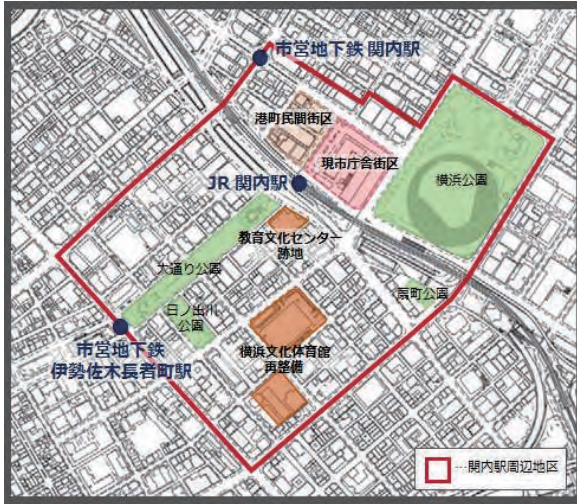 市営地下鉄 関内駅
港町民間街区
現市庁舎街区
横浜公園
JR 関内駅
教育文化センター
跡地
大通り公園
扇町公園
日ノ出川
公園
市営地下鉄
伊勢佐木長者町駅
横浜文化体育館
再整備
…関内駅周辺地区